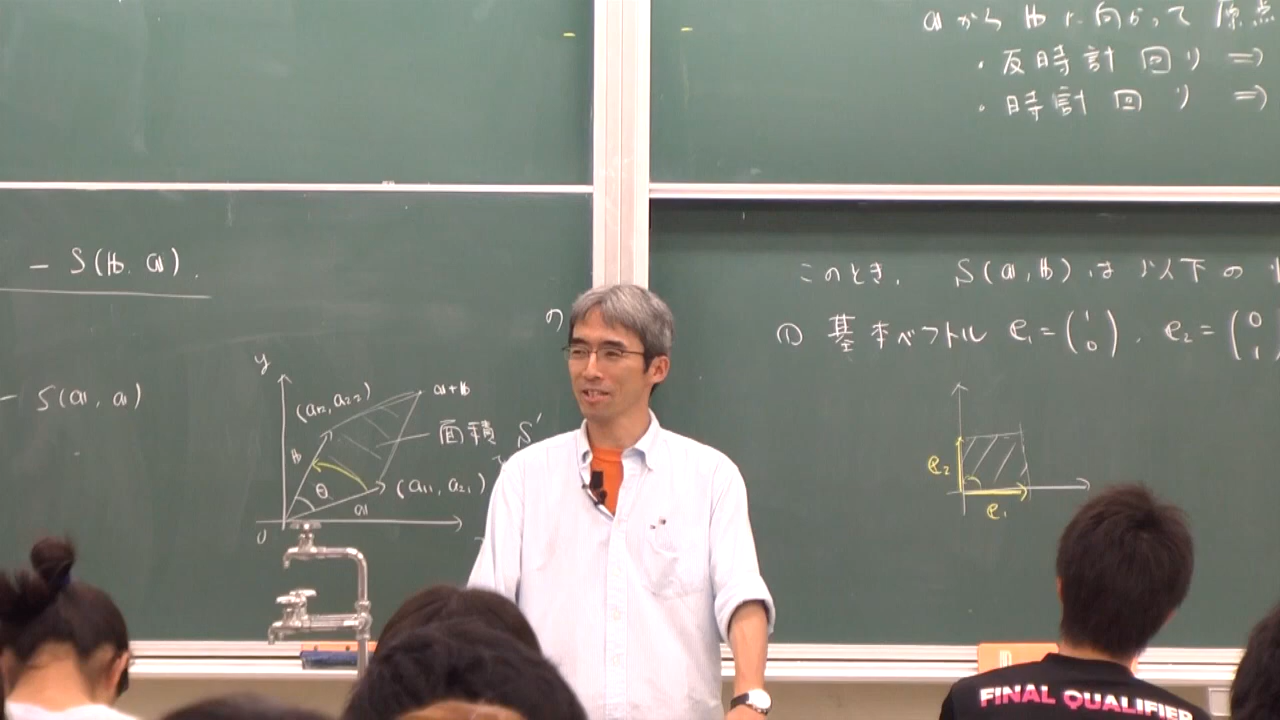 − S(b, a).
− S(a, a)
y
(a₁₂, a₂₂)
a+b
面積 S'
b
θ
(a₁₁, a₂₁)
a
0
の
aからbに向かって原点
・反時計回り ⇒
・時計回り ⇒
このとき, S(a, b)は以下の
① 基本ベクトル e₁=(1 0), e₂=(0 1
e₂
e₁
FINAL QUALIFIER